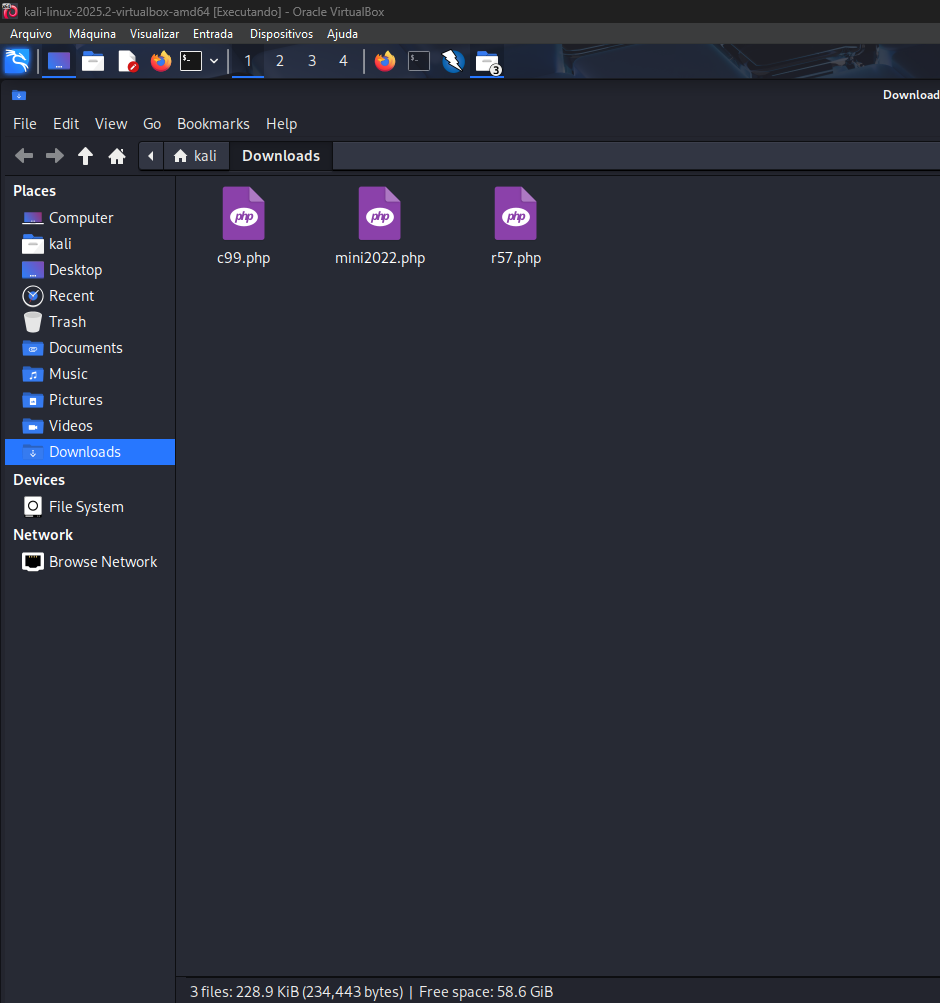 kali-linux-2025.2-virtualbox-amd64 [Executando] - Oracle VirtualBox
Arquivo Máquina Visualizar Entrada Dispositivos Ajuda
$_ 1 2 3 4 $_ 3
Download
File Edit View Go Bookmarks Help
kali Downloads
Places
Computer
kali
Desktop
Recent
Trash
Documents
Music
Pictures
Videos
Downloads
Devices
File System
Network
Browse Network
php php php
c99.php mini2022.php r57.php
3 files: 228.9 KiB (234,443 bytes) | Free space: 58.6 GiB